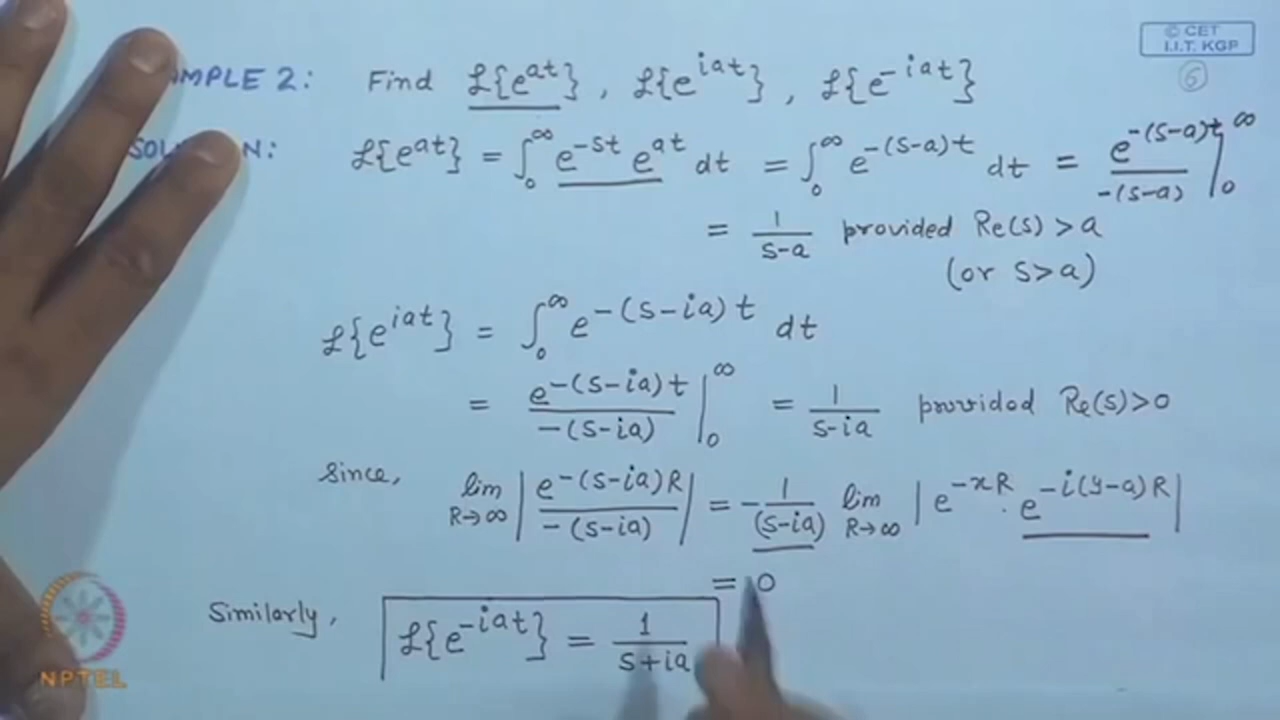 © CET
I.I.T. KGP
6
AMPLE 2: Find ℒ{e^{at}}, ℒ{e^{iat}}, ℒ{e^{-iat}}
ℒ{e^{at}} = ∫_0^∞ e^{-st} e^{at} dt = ∫_0^∞ e^{-(s-a)t} dt = e^{-(s-a)t}/-(s-a) |_0^∞
= 1/(s-a) provided Re(s) > a
(or s > a)
ℒ{e^{iat}} = ∫_0^∞ e^{-(s-ia)t} dt
= e^{-(s-ia)t}/-(s-ia) |_0^∞ = 1/(s-ia) provided Re(s) > 0
Since, lim_{R→∞} | e^{-(s-ia)R}/-(s-ia) | = -1/(s-ia) lim_{R→∞} | e^{-xR} . e^{-i(y-a)R} |
= 0
Similarly, ℒ{e^{-iat}} = 1/(s+ia)
NPTEL